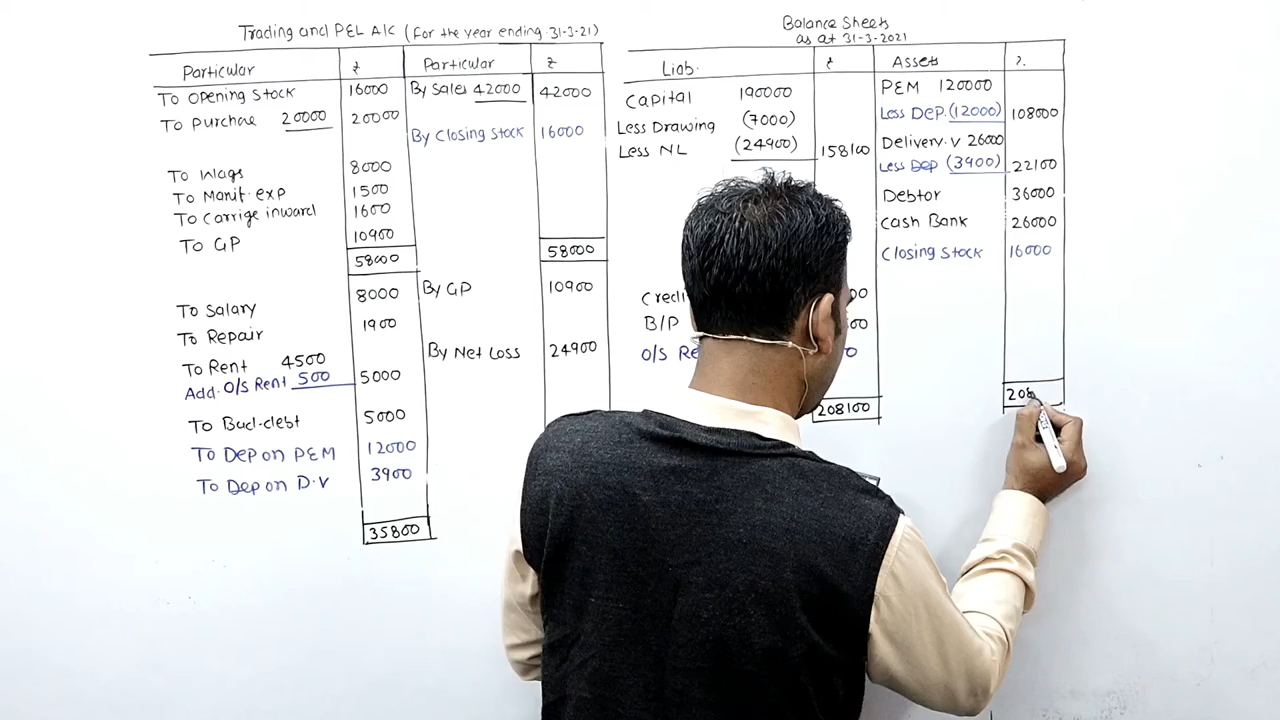 Trading and P&L A/C (For the year ending 31-3-21)
Particular ₹ Particular ₹
To Opening Stock 16000 By Sales 42000 42000
To Purchae 20000 20000
By Closing Stock 16000
To Wags 8000
To Manif. exp 1500
To Carrige inward 1600
To GP 10900
58000 58000
To Salary 8000 By GP 10900
To Repair 1900
By Net Loss 24900
To Rent 4500
Add. O/S Rent 500 5000
To Bad-debt 5000
To Dep on P&M 12000
To Dep on D.V 3900
35800
Balance Sheets
as at 31-3-2021
Liab. ₹ Assets ₹
Capital 190000
Less Drawing (7000)
Less NL (24900) 158100
B/P
O/S
208100
P&M 120000
Less Dep. (12000) 108000
Delivery. V 26000
Less Dep (3900) 22100
Debtor 36000
Cash Bank 26000
Closing Stock 16000